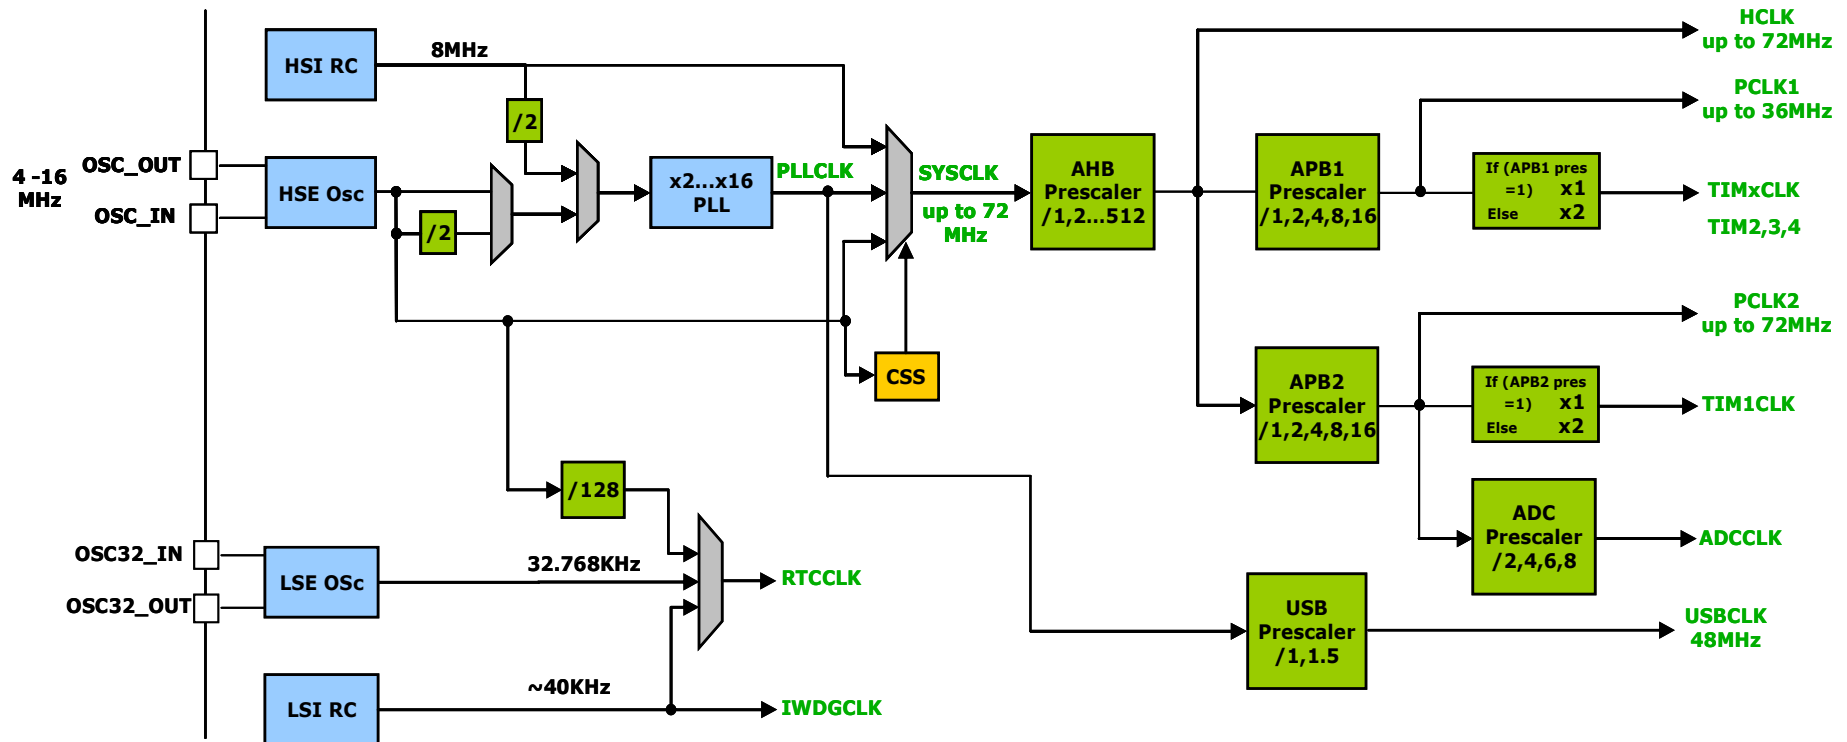 HSI RC
8MHz
/2
4 -16
MHz
OSC_OUT
OSC_IN
HSE Osc
/2
x2...x16
PLL
PLLCLK
SYSCLK
up to 72
MHz
CSS
AHB
Prescaler
/1,2...512
APB1
Prescaler
/1,2,4,8,16
If (APB1 pres
=1) x1
Else x2
HCLK
up to 72MHz
PCLK1
up to 36MHz
TIMxCLK
TIM2,3,4
PCLK2
up to 72MHz
APB2
Prescaler
/1,2,4,8,16
If (APB2 pres
=1) x1
Else x2
TIM1CLK
ADC
Prescaler
/2,4,6,8
ADCCLK
USB
Prescaler
/1,1.5
USBCLK
48MHz
/128
OSC32_IN
OSC32_OUT
LSE OSc
32.768KHz
RTCCLK
LSI RC
~40KHz
IWDGCLK